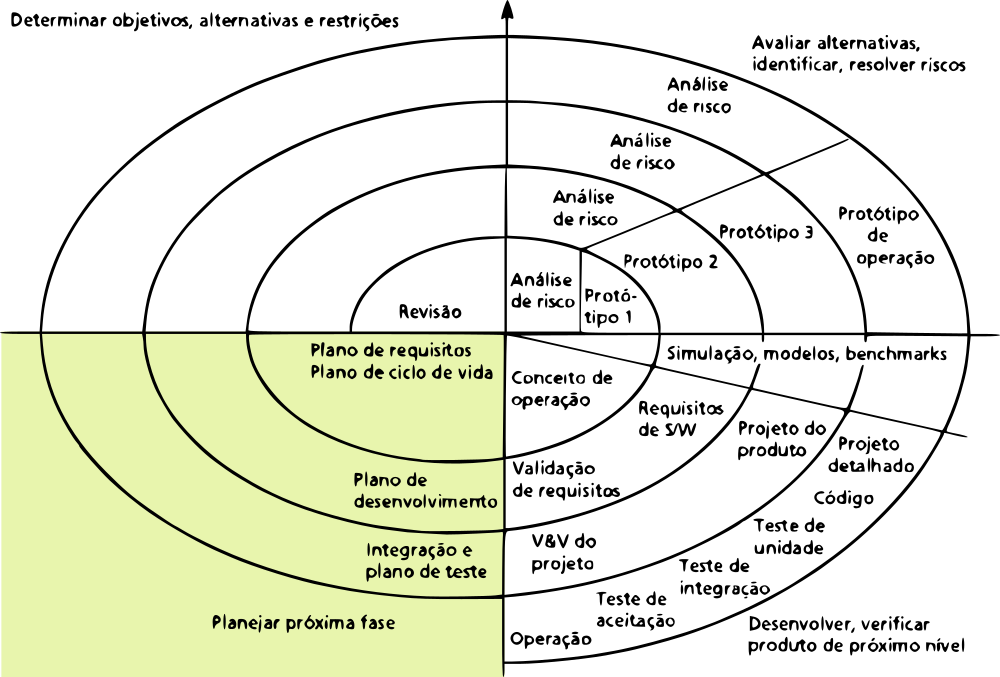 Determinar objetivos, alternativas e restrições
Avaliar alternativas,
identificar, resolver riscos
Análise
de risco
Análise
de risco
Análise
de risco
Análise
de risco
Protó-
tipo 1
Protótipo 2
Protótipo 3
Protótipo
de
operação
Revisão
Plano de requisitos
Plano de ciclo de vida
Simulação, modelos, benchmarks
Conceito de
operação
Requisitos
de S/W
Projeto do
produto
Projeto
detalhado
Código
Plano de
desenvolvimento
Validação
de requisitos
Teste de
unidade
Integração e
plano de teste
V&V do
projeto
Teste de
integração
Teste de
aceitação
Operação
Planejar próxima fase
Desenvolver, verificar
produto de próximo nível